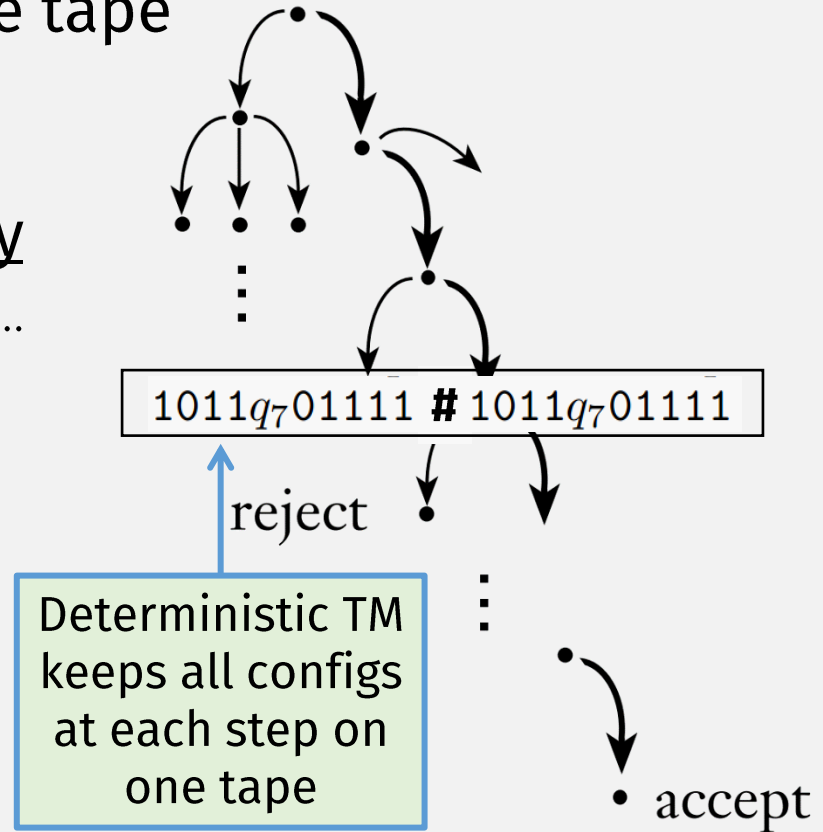 e tape
y
..
1011q₇01111 # 1011q₇01111
reject
Deterministic TM
keeps all configs
at each step on
one tape
accept